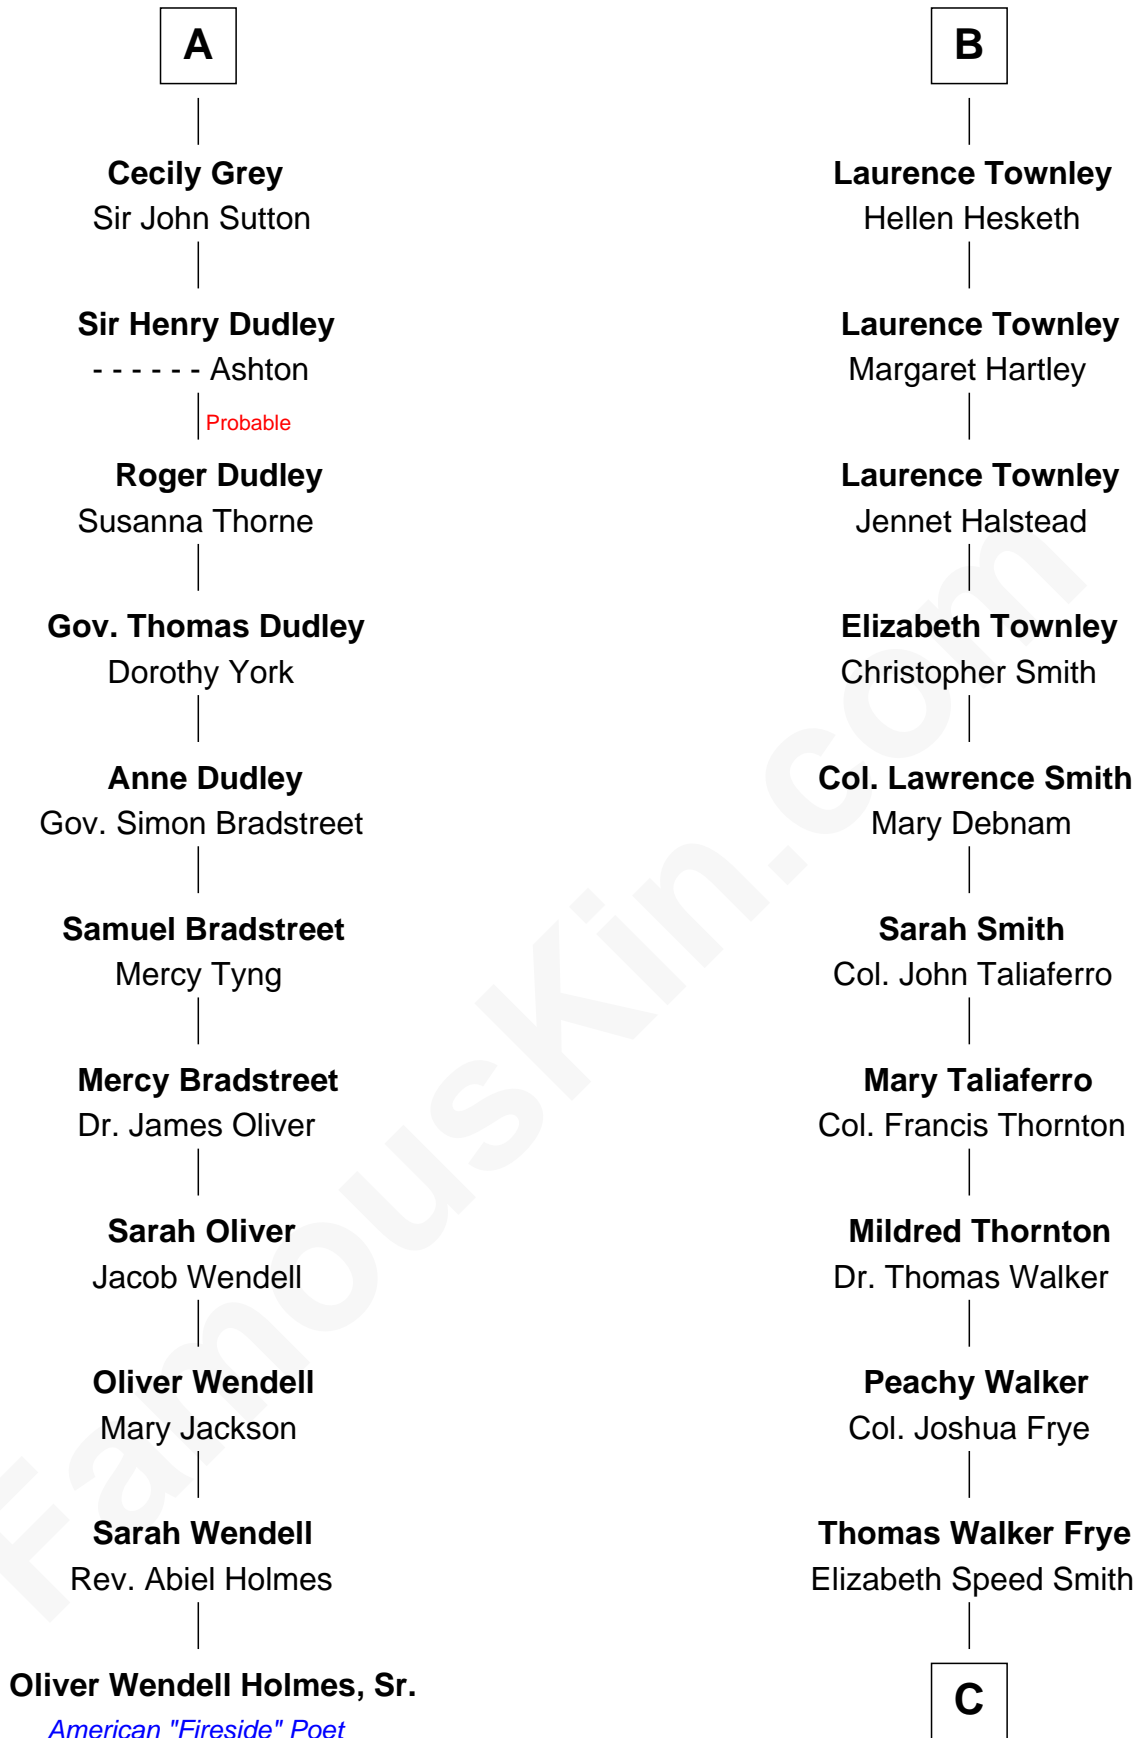 A
Cecily Grey
Sir John Sutton
Sir Henry Dudley
- - - - - - Ashton
Probable
Roger Dudley
Susanna Thorne
Gov. Thomas Dudley
Dorothy York
Anne Dudley
Gov. Simon Bradstreet
Samuel Bradstreet
Mercy Tyng
Mercy Bradstreet
Dr. James Oliver
Sarah Oliver
Jacob Wendell
Oliver Wendell
Mary Jackson
Sarah Wendell
Rev. Abiel Holmes
Oliver Wendell Holmes, Sr.
American "Fireside" Poet
B
Laurence Townley
Hellen Hesketh
Laurence Townley
Margaret Hartley
Laurence Townley
Jennet Halstead
Elizabeth Townley
Christopher Smith
Col. Lawrence Smith
Mary Debnam
Sarah Smith
Col. John Taliaferro
Mary Taliaferro
Col. Francis Thornton
Mildred Thornton
Dr. Thomas Walker
Peachy Walker
Col. Joshua Frye
Thomas Walker Frye
Elizabeth Speed Smith
C
FamousKin.com